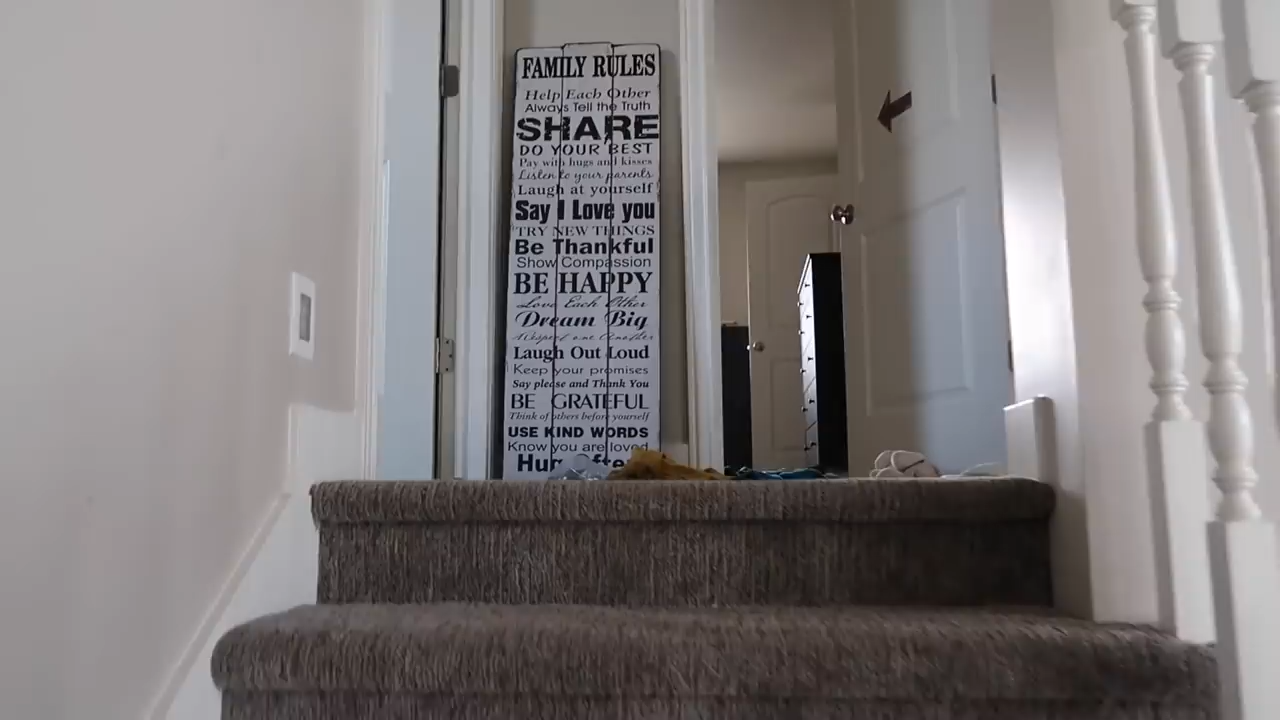 FAMILY RULES
Help Each Other
Always Tell the Truth
SHARE
DO YOUR BEST
Pay with hugs and kisses
Listen to your parents
Laugh at yourself
Say I Love you
TRY NEW THINGS
Be Thankful
Show Compassion
BE HAPPY
Love Each Other
Dream Big
Respect one Another
Laugh Out Loud
Keep your promises
Say please and Thank You
BE GRATEFUL
Think of others before yourself
USE KIND WORDS
Know you are loved